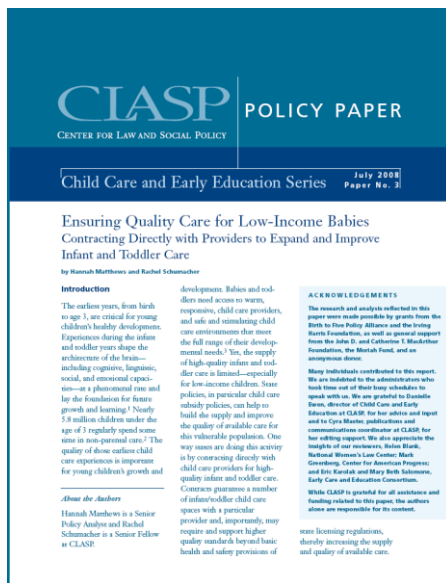 CLASP
POLICY PAPER
CENTER FOR LAW AND SOCIAL POLICY
Child Care and Early Education Series
July 2008
Paper No. 3
Ensuring Quality Care for Low-Income Babies
Contracting Directly with Providers to Expand and Improve
Infant and Toddler Care
by Hannah Matthews and Rachel Schumacher
Introduction
The earliest years, from birth
to age 3, are critical for young
children's healthy development.
Experiences during the infant
and toddler years shape the
architecture of the brain—
including cognitive, linguistic,
social, and emotional capaci-
ties—at a phenomenal rate and
lay the foundation for future
growth and learning.1 Nearly
5.8 million children under the
age of 3 regularly spend some
time in non-parental care.2 The
quality of those earliest child
care experiences is important
for young children's growth and
About the Authors
Hannah Matthews is a Senior
Policy Analyst and Rachel
Schumacher is a Senior Fellow
at CLASP.
development. Babies and tod-
dlers need access to warm,
responsive, child care providers,
and safe and stimulating child
care environments that meet
the full range of their develop-
mental needs.3 Yet, the supply
of high-quality infant and tod-
dler care is limited—especially
for low-income children. State
policies, in particular child care
subsidy policies, can help to
build the supply and improve
the quality of available care for
this vulnerable population. One
way states are doing this activity
is by contracting directly with
child care providers for high-
quality infant and toddler care.
Contracts guarantee a number
of infant/toddler child care
spaces with a particular
provider and, importantly, may
require and support higher
quality standards beyond basic
health and safety provisions of
ACKNOWLEDGEMENTS
The research and analysis reflected in this
paper were made possible by grants from the
Birth to Five Policy Alliance and the Irving
Harris Foundation, as well as general support
from the John D. and Catherine T. MacArthur
Foundation, the Moriah Fund, and an
anonymous donor.
Many individuals contributed to this report.
We are indebted to the administrators who
took time out of their busy schedules to
speak with us. We are grateful to Danielle
Ewen, director of Child Care and Early
Education at CLASP, for her advice and input
and to Cyra Master, publications and
communications coordinator at CLASP, for
her editing support. We also appreciate the
insights of our reviewers, Helen Blank,
National Women's Law Center; Mark
Greenberg, Center for American Progress;
and Eric Karolak and Mary Beth Salomone,
Early Care and Education Consortium.
While CLASP is grateful for all assistance and
funding related to this paper, the authors
alone are responsible for its content.
state licensing regulations,
thereby increasing the supply
and quality of available care.